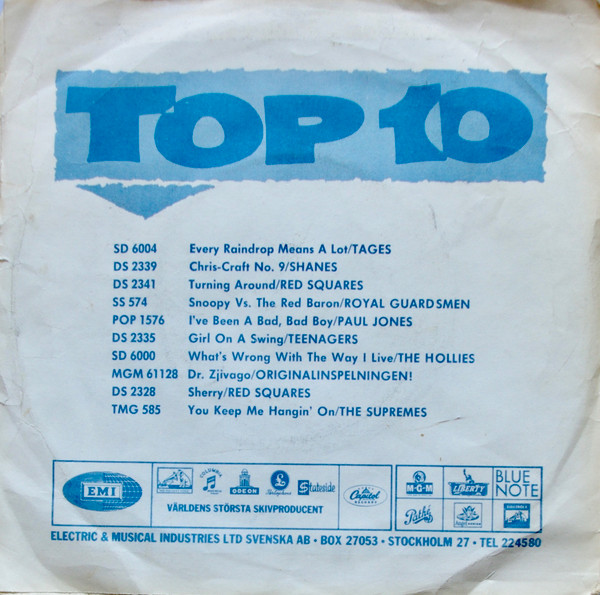 TOP 10
SD 6004 Every Raindrop Means A Lot/TAGES
DS 2339 Chris-Craft No. 9/SHANES
DS 2341 Turning Around/RED SQUARES
SS 574 Snoopy Vs. The Red Baron/ROYAL GUARDSMEN
POP 1576 I've Been A Bad, Bad Boy/PAUL JONES
DS 2335 Girl On A Swing/TEENAGERS
SD 6000 What's Wrong With The Way I Live/THE HOLLIES
MGM 61128 Dr. Zjivago/ORIGINALINSPELNINGEN!
DS 2328 Sherry/RED SQUARES
TMG 585 You Keep Me Hangin' On/THE SUPREMES
EMI
COLUMBIA
ODEON
Parlophone
Stateside
Capitol
RECORDS
M-G-M
LIBERTY
BLUE NOTE
Pathé
Angel
VÄRLDENS STÖRSTA SKIVPRODUCENT
ELECTRIC & MUSICAL INDUSTRIES LTD SVENSKA AB • BOX 27053 • STOCKHOLM 27 • TEL 224580